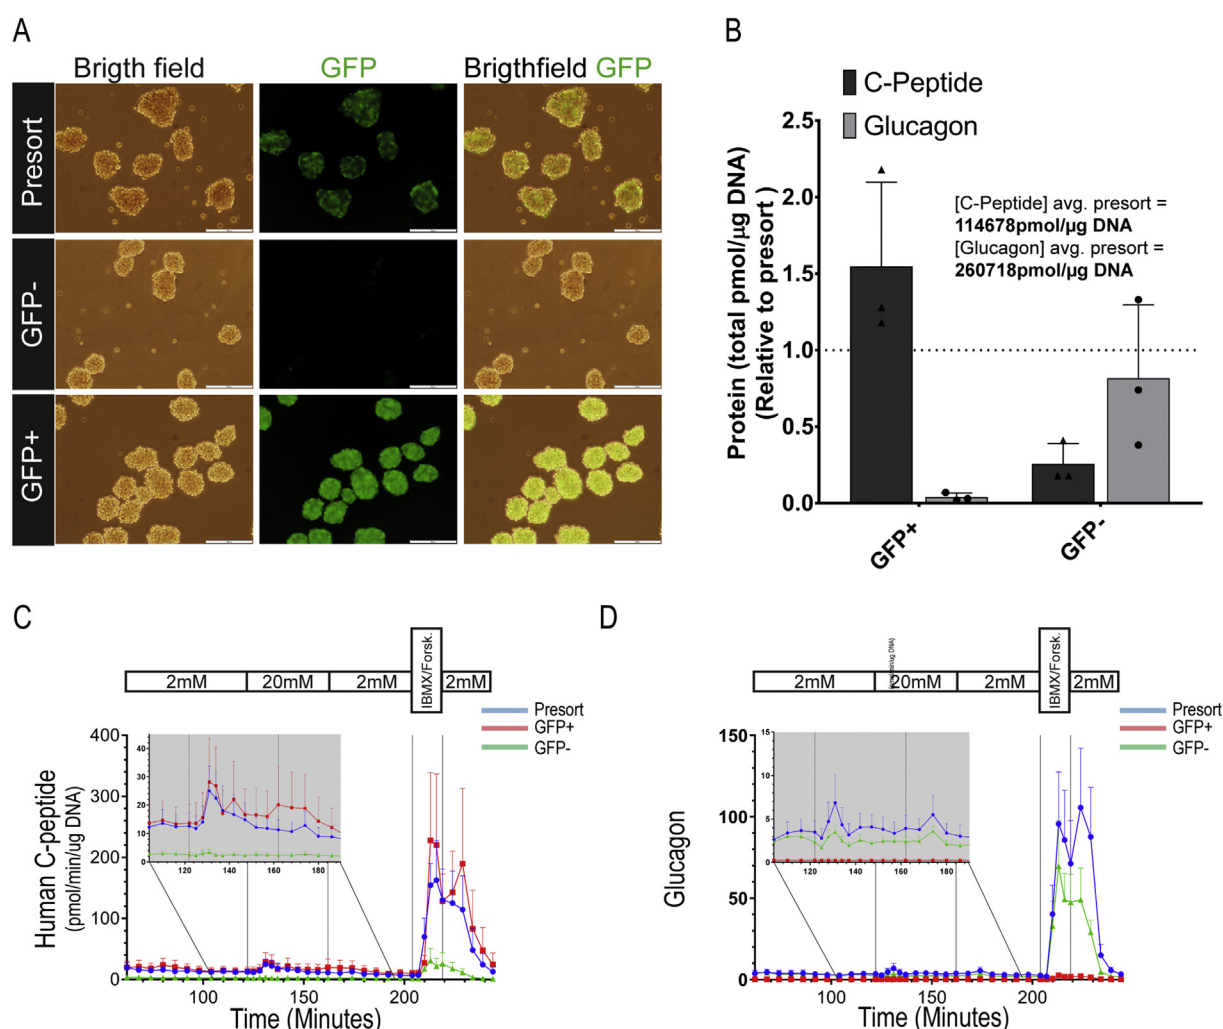 A
Brigth field
GFP
Brigthfield GFP
Presort
GFP-
GFP+
B
C-Peptide
Glucagon
Protein (total pmol/µg DNA)
(Relative to presort )
2.5
2.0
1.5
1.0
0.5
0.0
[C-Peptide] avg. presort =
114678pmol/µg DNA
[Glucagon] avg. presort =
260718pmol/µg DNA
GFP+
GFP-
C
2mM
20mM
2mM
IBMX/Forsk.
2mM
Presort
GFP+
GFP-
Human C-peptide
(pmol/min/ug DNA)
400
300
200
100
0
40
30
20
10
0
120
140
160
180
100
150
200
Time (Minutes)
D
2mM
20mM
2mM
IBMX/Forsk.
2mM
Presort
GFP+
GFP-
Glucagon
150
100
50
0
15
10
5
0
120
140
160
180
100
150
200
Time (Minutes)